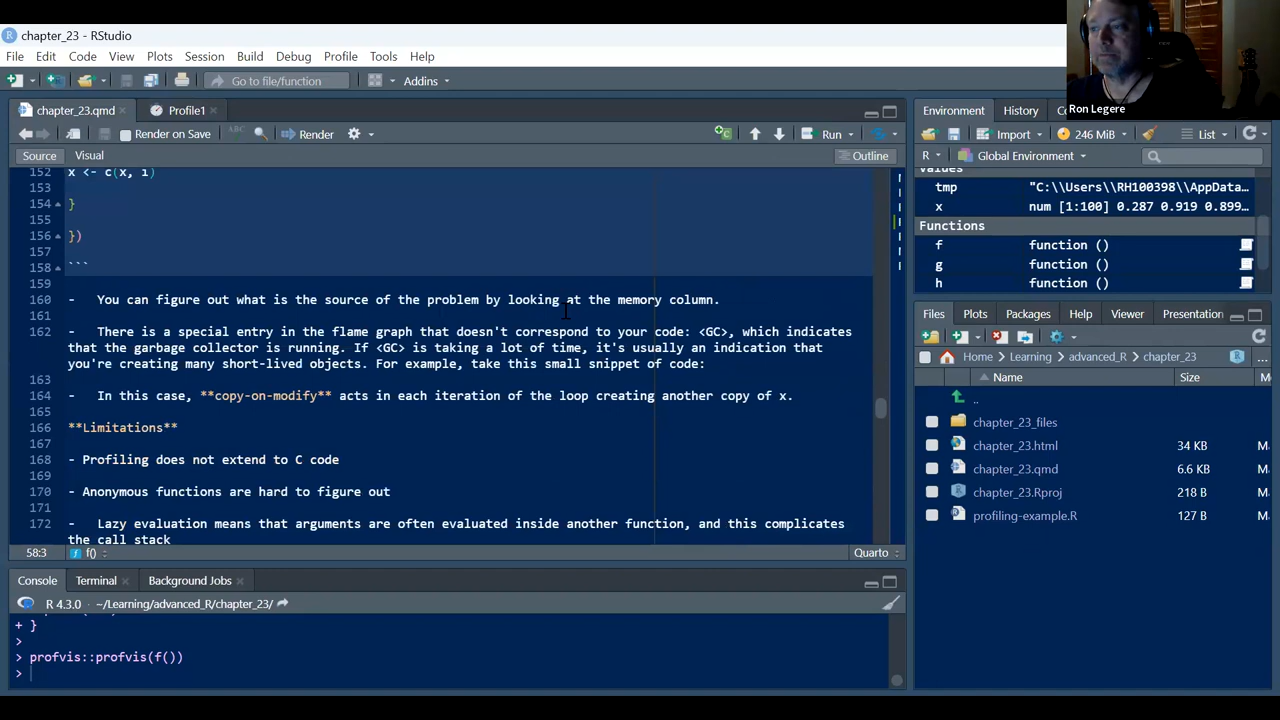 chapter_23 - RStudio
File Edit Code View Plots Session Build Debug Profile Tools Help
Go to file/function
Addins
Ron Legere
chapter_23.qmd
Profile1
Render on Save
Render
Run
Source
Visual
Outline
152 x <- c(x, i)
153
154 }
155
156 })
157
158 ```
159
160 - You can figure out what is the source of the problem by looking at the memory column.
161
162 - There is a special entry in the flame graph that doesn't correspond to your code: <GC>, which indicates
that the garbage collector is running. If <GC> is taking a lot of time, it's usually an indication that
you're creating many short-lived objects. For example, take this small snippet of code:
163
164 - In this case, **copy-on-modify** acts in each iteration of the loop creating another copy of x.
165
166 **Limitations**
167
168 - Profiling does not extend to C code
169
170 - Anonymous functions are hard to figure out
171
172 - Lazy evaluation means that arguments are often evaluated inside another function, and this complicates
the call stack
58:3 f()
Quarto
Console Terminal Background Jobs
R 4.3.0 · ~/Learning/advanced_R/chapter_23/
+ }
>
> profvis::profvis(f())
>
Environment History
Import
246 MiB
List
R
Global Environment
Values
tmp "C:\\Users\\RH100398\\AppData…
x num [1:100] 0.287 0.919 0.899…
Functions
f function ()
g function ()
h function ()
Files Plots Packages Help Viewer Presentation
Home Learning advanced_R chapter_23
Name Size
..
chapter_23_files
chapter_23.html 34 KB
chapter_23.qmd 6.6 KB
chapter_23.Rproj 218 B
profiling-example.R 127 B